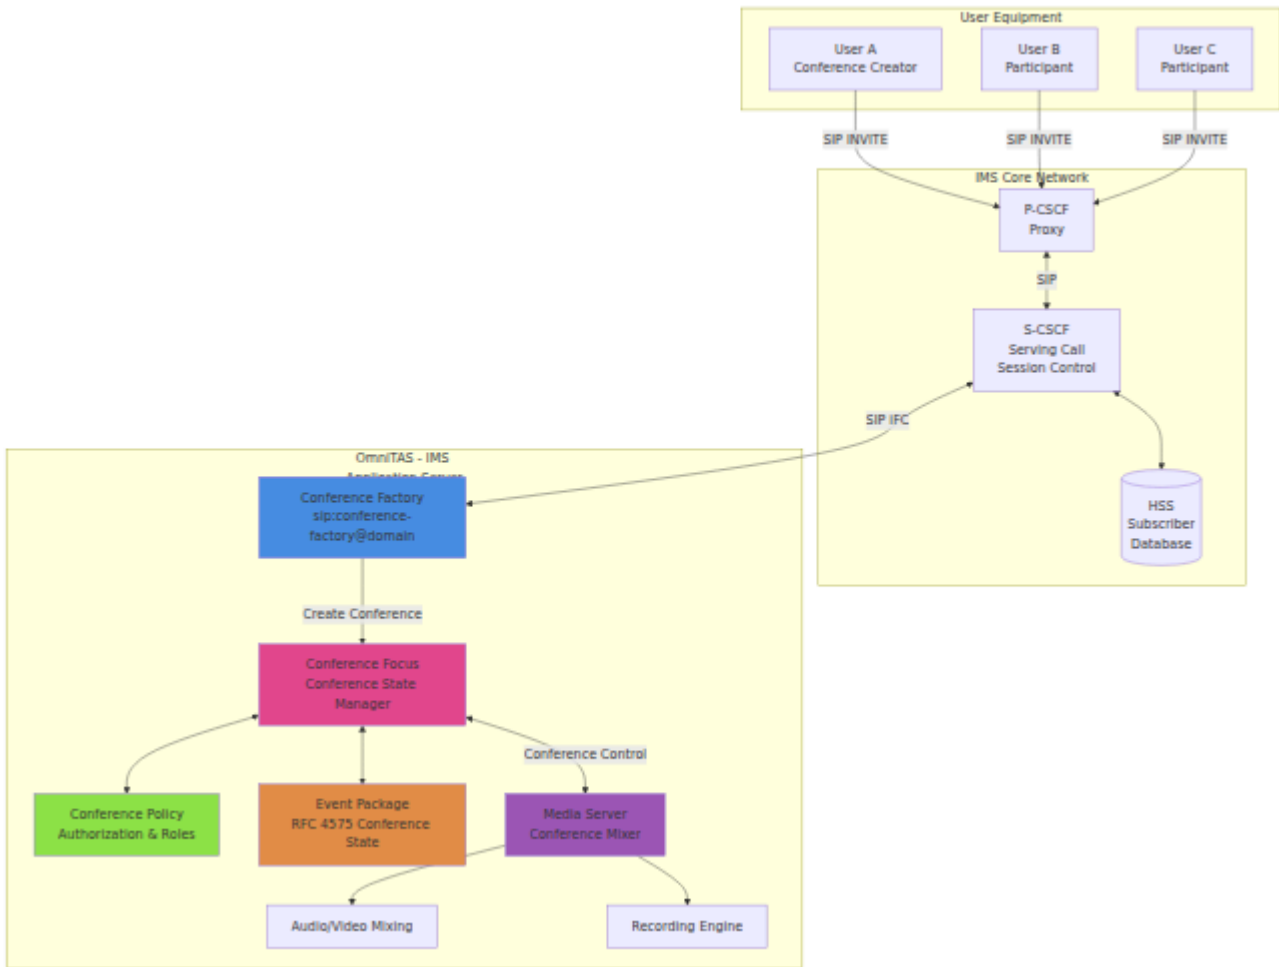 User Equipment
User A
Conference Creator
User B
Participant
User C
Participant
SIP INVITE
SIP INVITE
SIP INVITE
IMS Core Network
P-CSCF
Proxy
SIP
S-CSCF
Serving Call
Session Control
SIP iFC
HSS
Subscriber
Database
OmniTAS - IMS
Application Server
Conference Factory
sip:conference-
factory@domain
Create Conference
Conference Focus
Conference State
Manager
Conference Control
Conference Policy
Authorization & Roles
Event Package
RFC 4575 Conference
State
Media Server
Conference Mixer
Audio/Video Mixing
Recording Engine